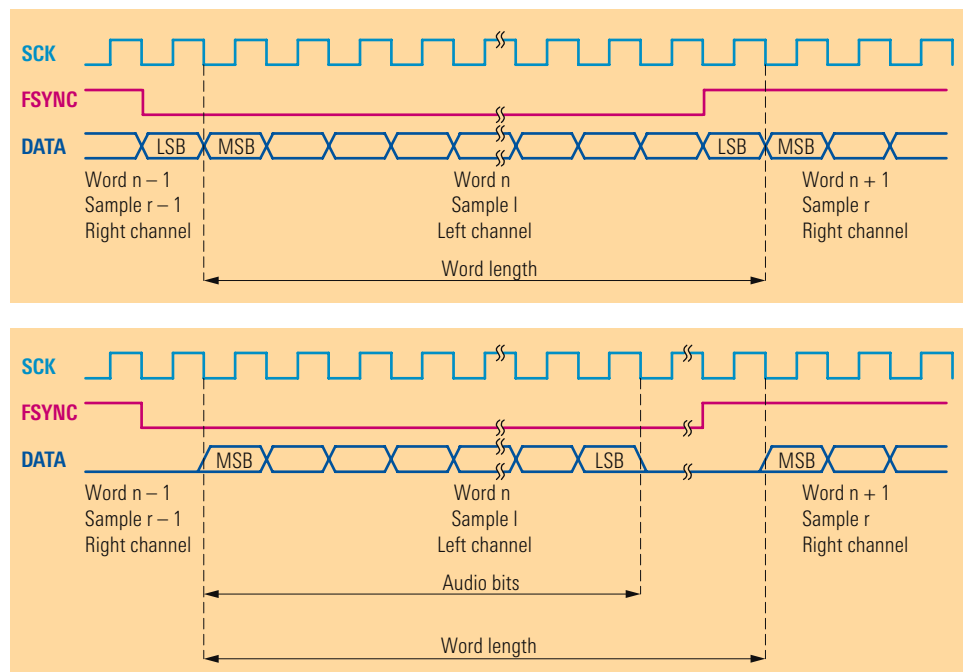 SCK
FSYNC
DATA LSB MSB LSB MSB
Word n – 1 Word n Word n + 1
Sample r – 1 Sample l Sample r
Right channel Left channel Right channel
Word length
SCK
FSYNC
DATA MSB LSB MSB
Word n – 1 Word n Word n + 1
Sample r – 1 Sample l Sample r
Right channel Left channel Right channel
Audio bits
Word length